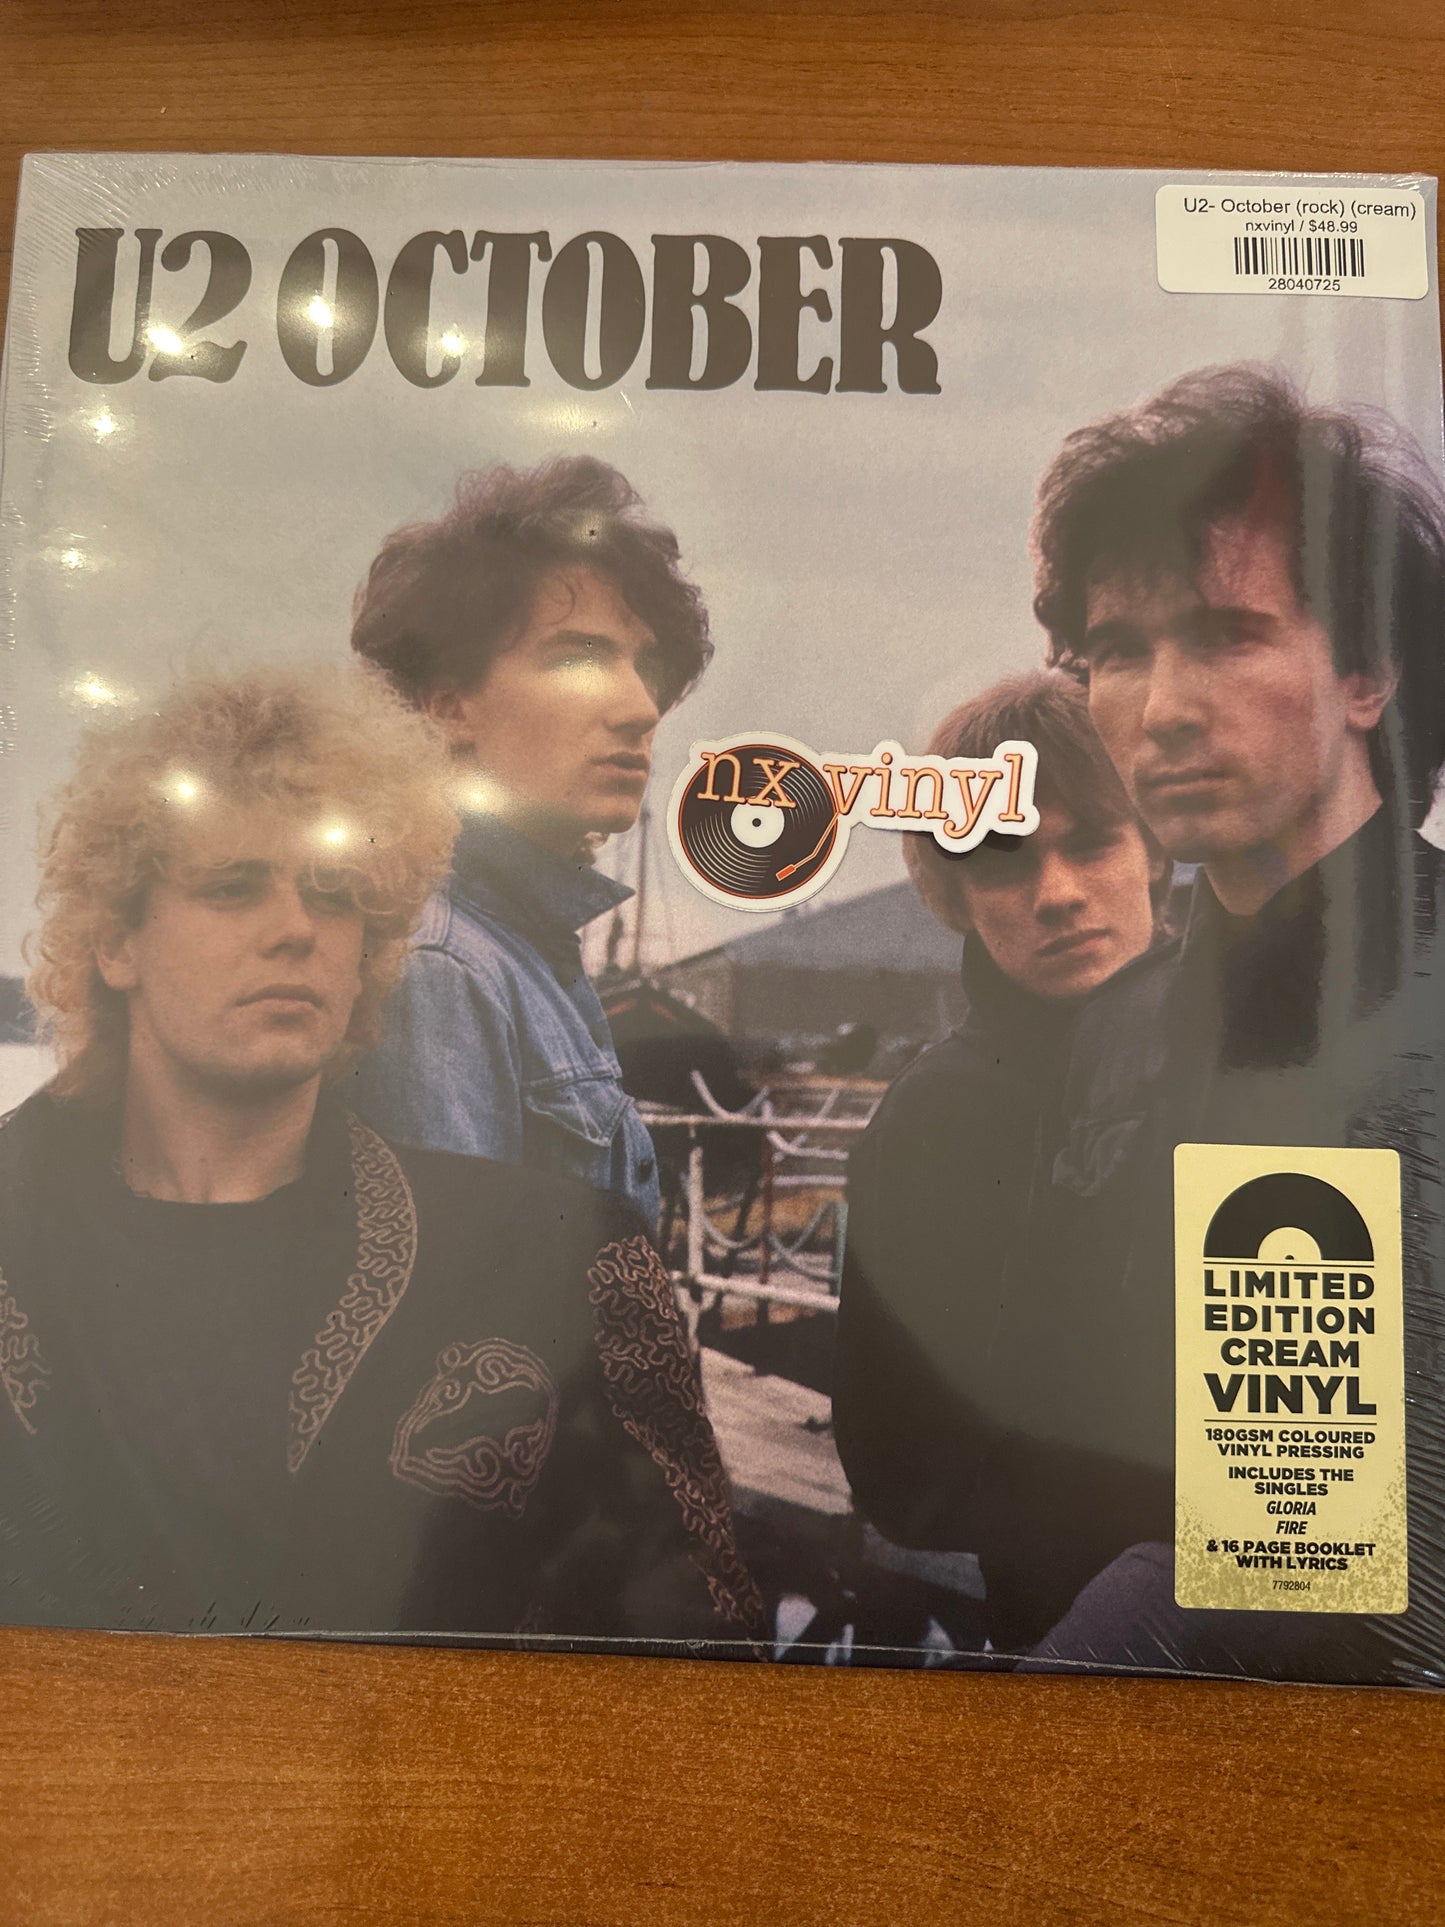 U2- October (rock) (cream)
nxvinyl / $48.99
28040725
U2 OCTOBER
nxvinyl
LIMITED
EDITION
CREAM
VINYL
180GSM COLOURED
VINYL PRESSING
INCLUDES THE
SINGLES
GLORIA
FIRE
& 16 PAGE BOOKLET
WITH LYRICS
7792804